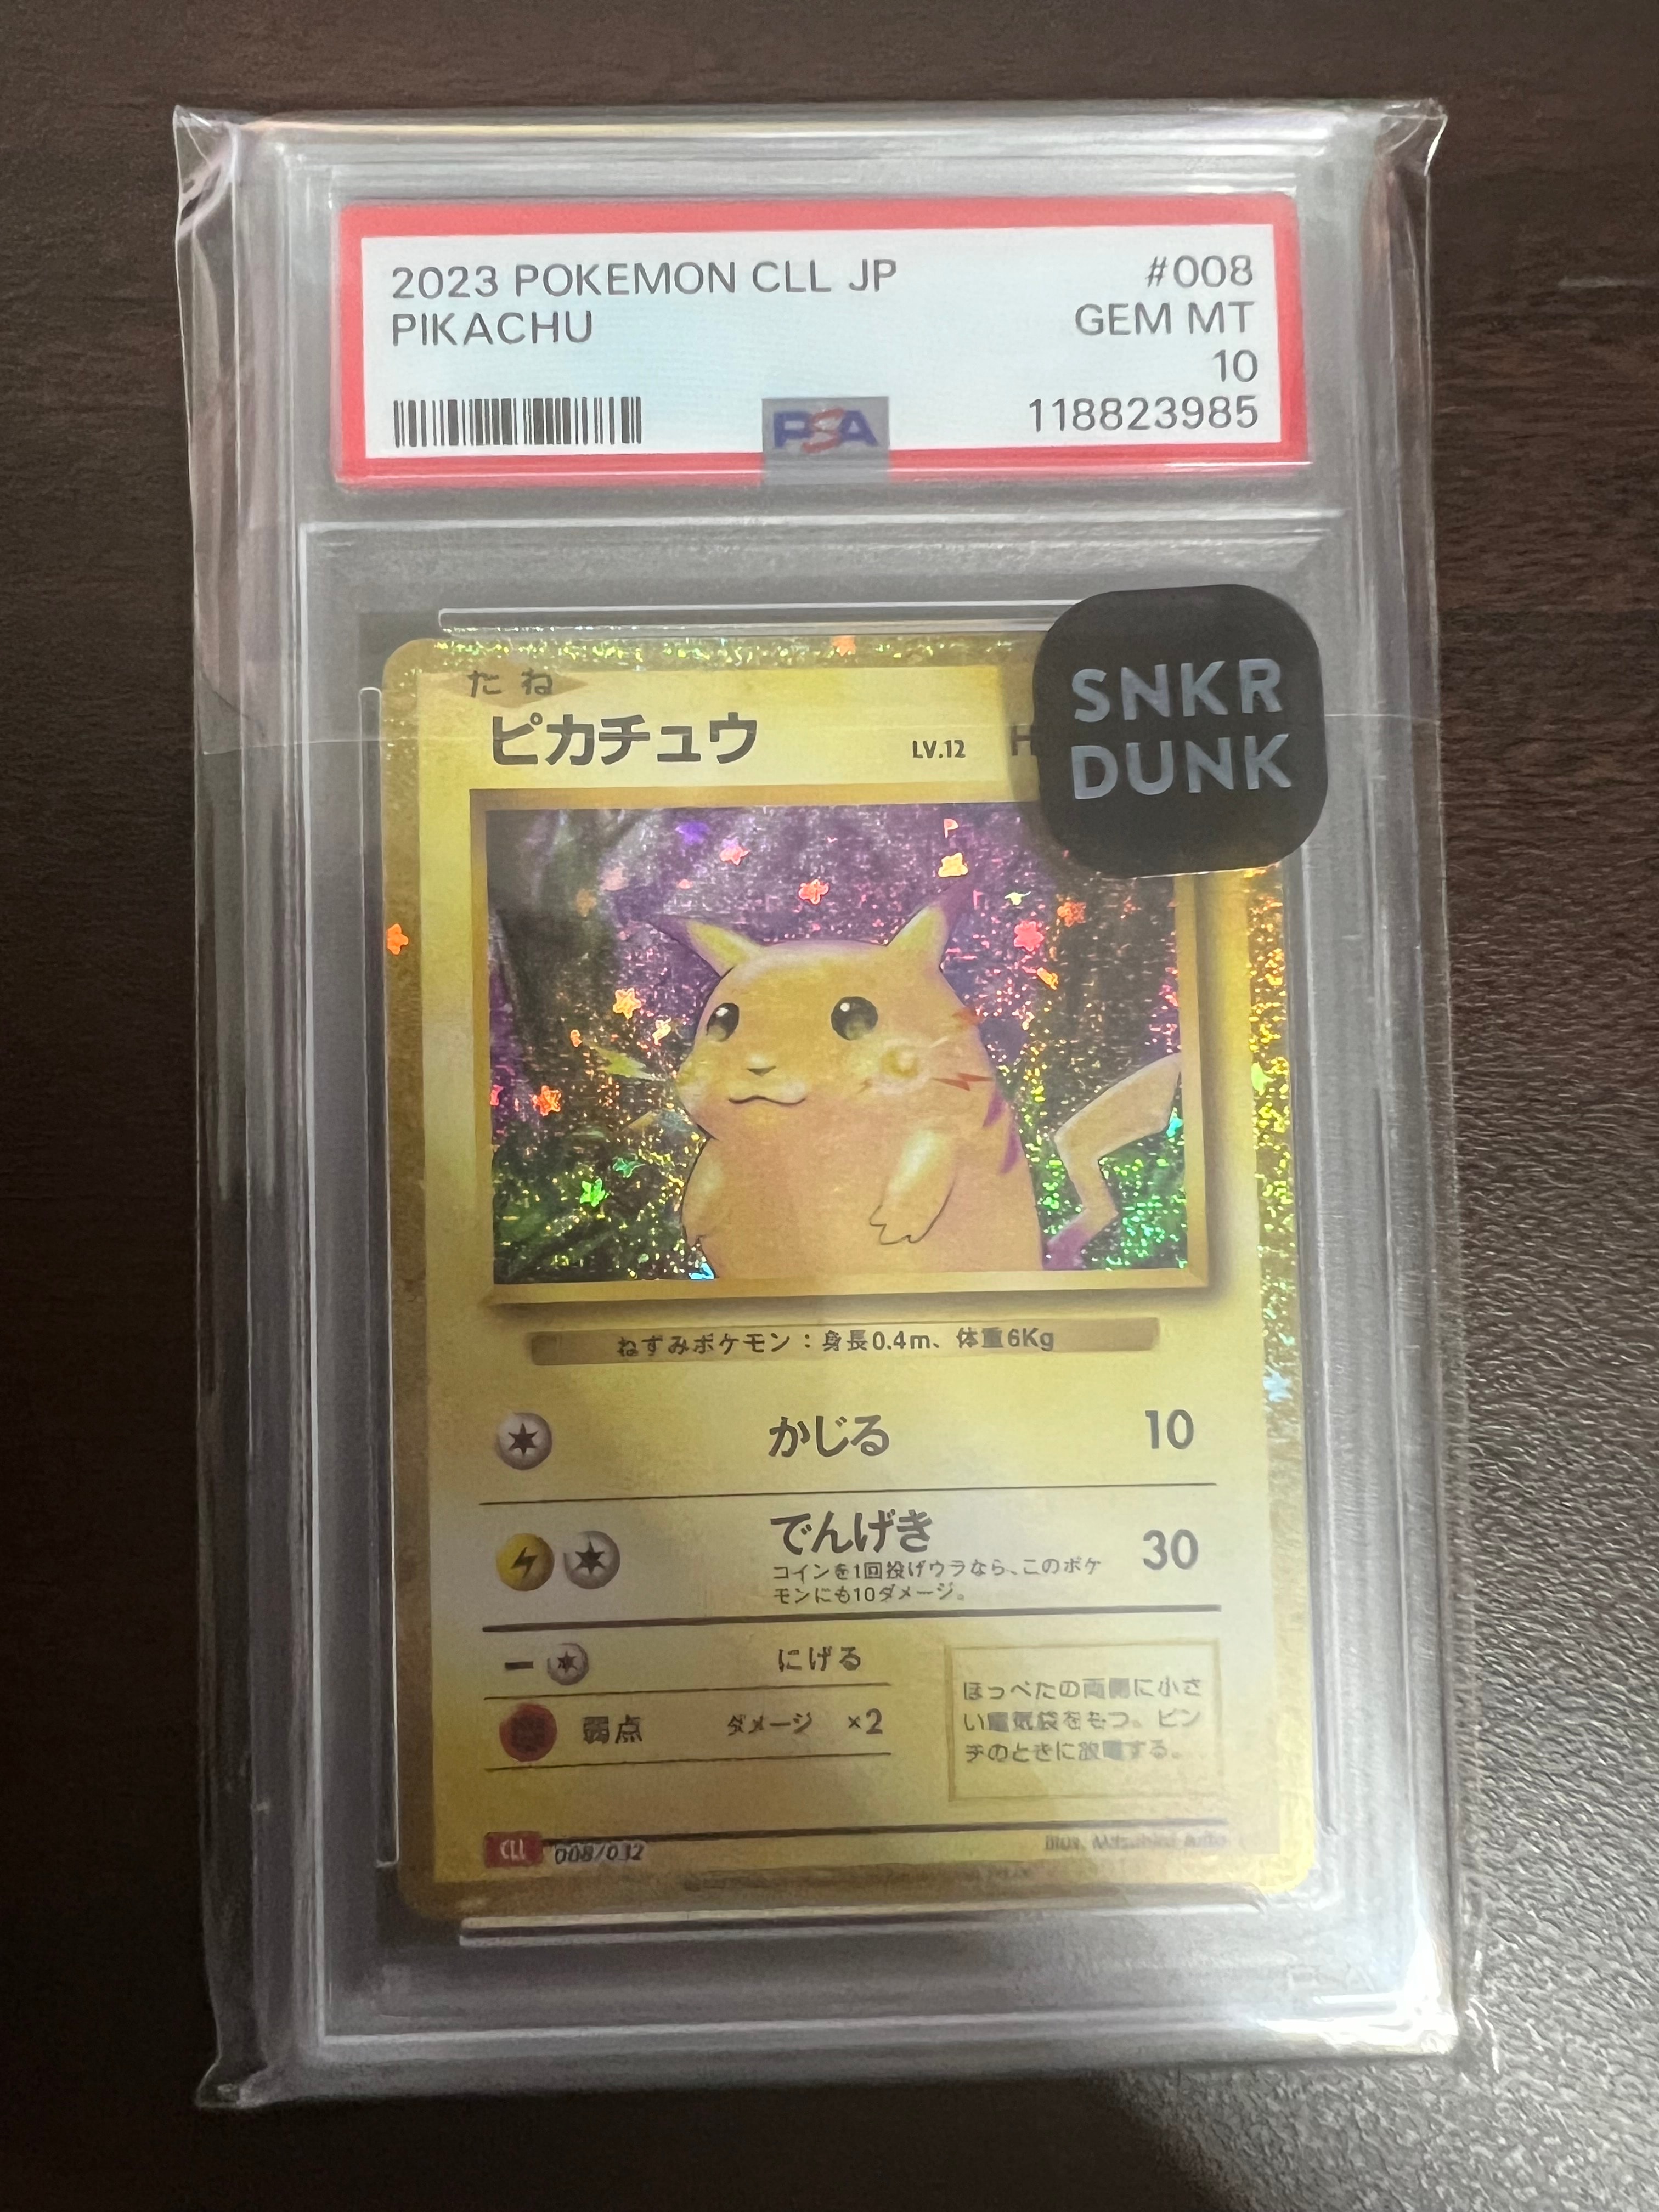 2023 POKEMON CLL JP #008
PIKACHU GEM MT
10
PSA 118823985
SNKR
DUNK
たね
ピカチュウ LV.12 H
ねずみポケモン：身長0.4m、体重6Kg
かじる 10
でんげき 30
コインを1回投げウラなら、このポケ
モンにも10ダメージ。
にげる
弱点 ダメージ ×2
ほっぺたの両側に小さ
い電気袋をもつ。ピン
チのときに放電する。
CLL 008/032
Illus. Mitsuhiro Arita